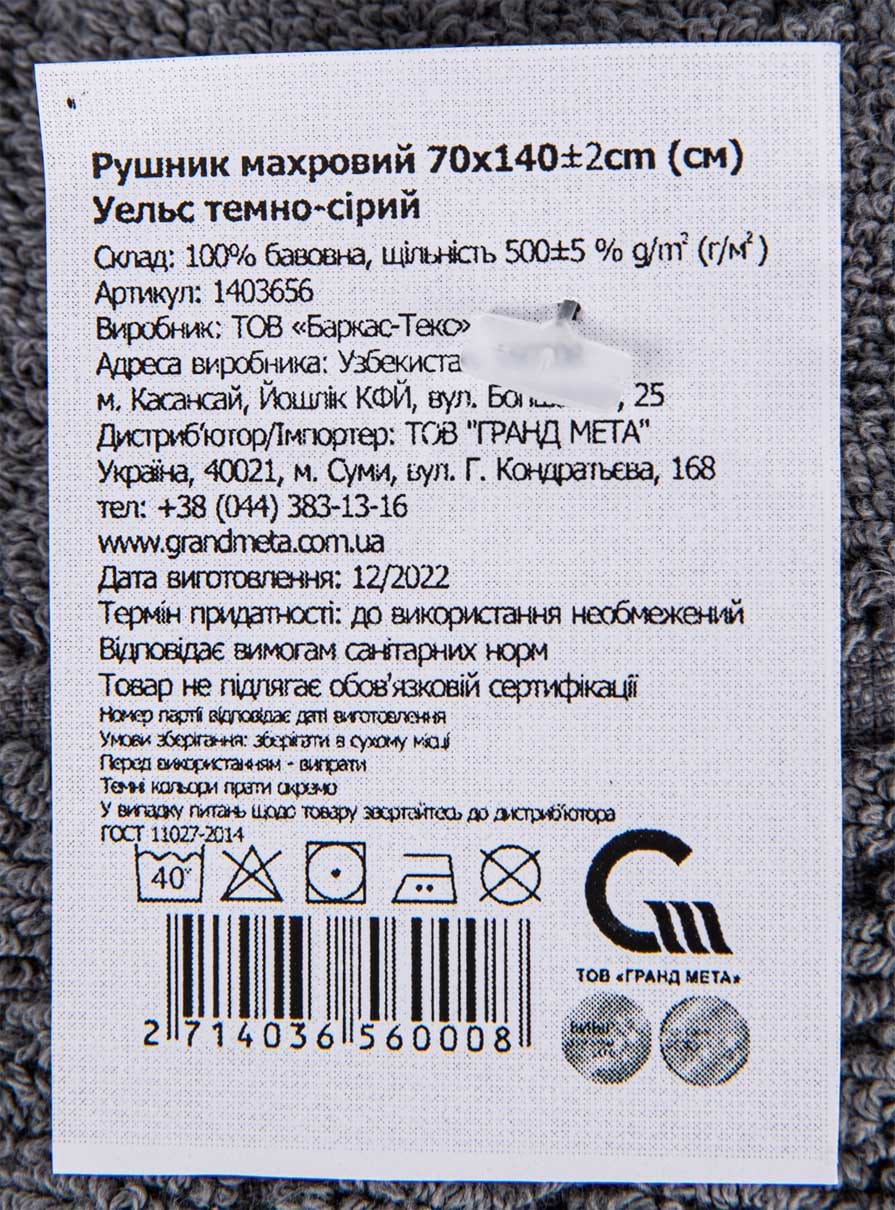 Рушник махровий 70х140±2cm (см)
Уельс темно-сірий
Склад: 100% бавовна, щільність 500±5 % g/m² (г/м²)
Артикул: 1403656
Виробник: ТОВ «Баркас-Текс»
Адреса виробника:
м. Касансай, Йошлік КФЙ, вул. , 25
Дистриб'ютор/Імпортер: ТОВ "ГРАНД МЕТА"
Україна, 40021, м. Суми, вул. Г. Кондратьєва, 168
тел: +38 (044) 383-13-16
www.grandmeta.com.ua
Дата виготовлення: 12/2022
Термін придатності: до використання необмежений
Відповідає вимогам санітарних норм
Товар не підлягає обов'язковій сертифікації
Номер партії відповідає даті виготовлення
Умови зберігання: зберігати в сухому місці
Перед використанням - випрати
Темні кольори прати окремо
У випадку питань щодо товару звертайтесь до дистриб'ютора
ГОСТ 11027-2014
40°
Gm
ТОВ «ГРАНД МЕТА»
2 714036 560008